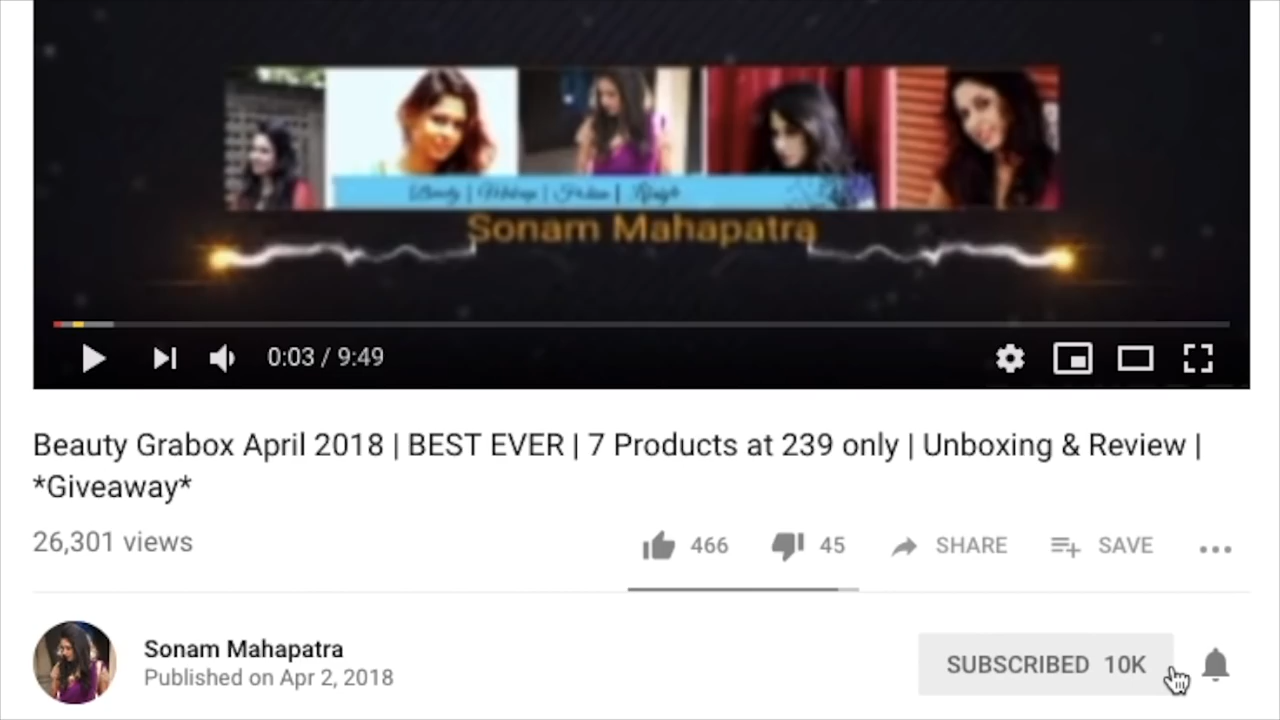 Sonam Mahapatra
0:03 / 9:49
Beauty Grabox April 2018 | BEST EVER | 7 Products at 239 only | Unboxing & Review |
*Giveaway*
26,301 views
466
45
SHARE
SAVE
Sonam Mahapatra
SUBSCRIBED 10K
Published on Apr 2, 2018